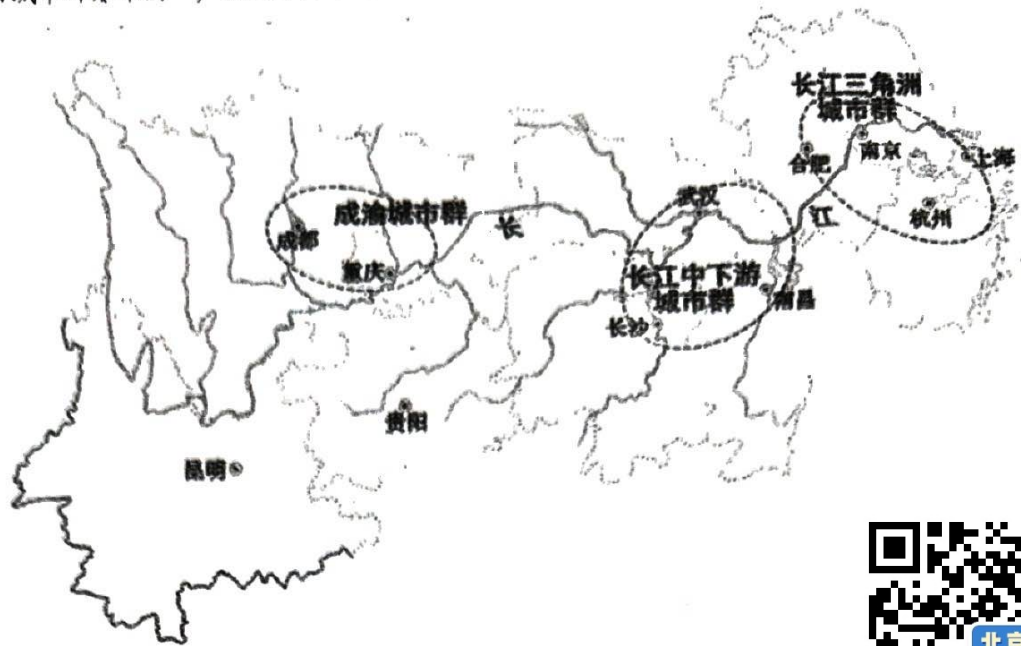 长江三角洲
城市群
合肥
南京
上海
杭州
江
武汉
长
成渝城市群
成都
重庆
长江中下游
城市群
南昌
长沙
贵阳
昆明